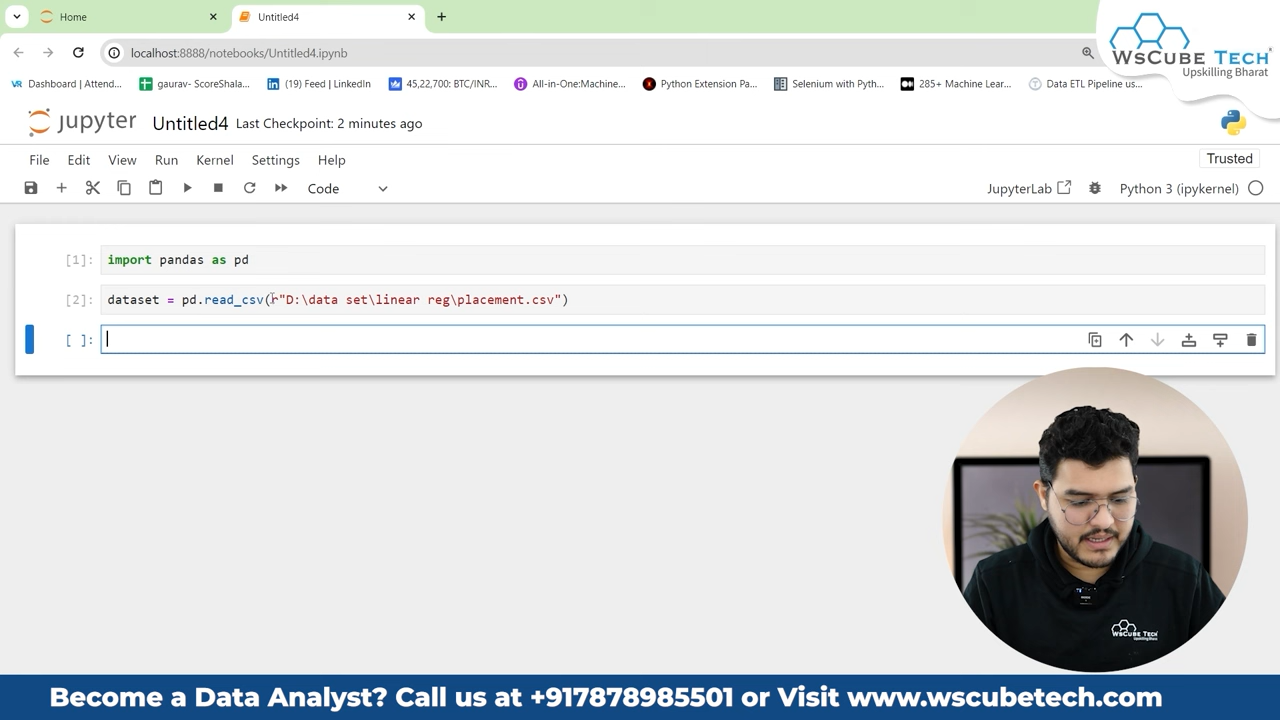 Home
Untitled4
localhost:8888/notebooks/Untitled4.ipynb
WsCube Tech
Upskilling Bharat
VR Dashboard | Attend...
gaurav- ScoreShala...
(19) Feed | LinkedIn
45,22,700: BTC/INR...
All-in-One:Machine...
Python Extension Pa...
Selenium with Pyth...
285+ Machine Lear...
Data ETL Pipeline us...
jupyter Untitled4 Last Checkpoint: 2 minutes ago
File Edit View Run Kernel Settings Help
Trusted
Code
JupyterLab
Python 3 (ipykernel)
[1]: import pandas as pd
[2]: dataset = pd.read_csv(r"D:\data set\linear reg\placement.csv")
[ ]:
WsCube Tech
Become a Data Analyst? Call us at +917878985501 or Visit www.wscubetech.com